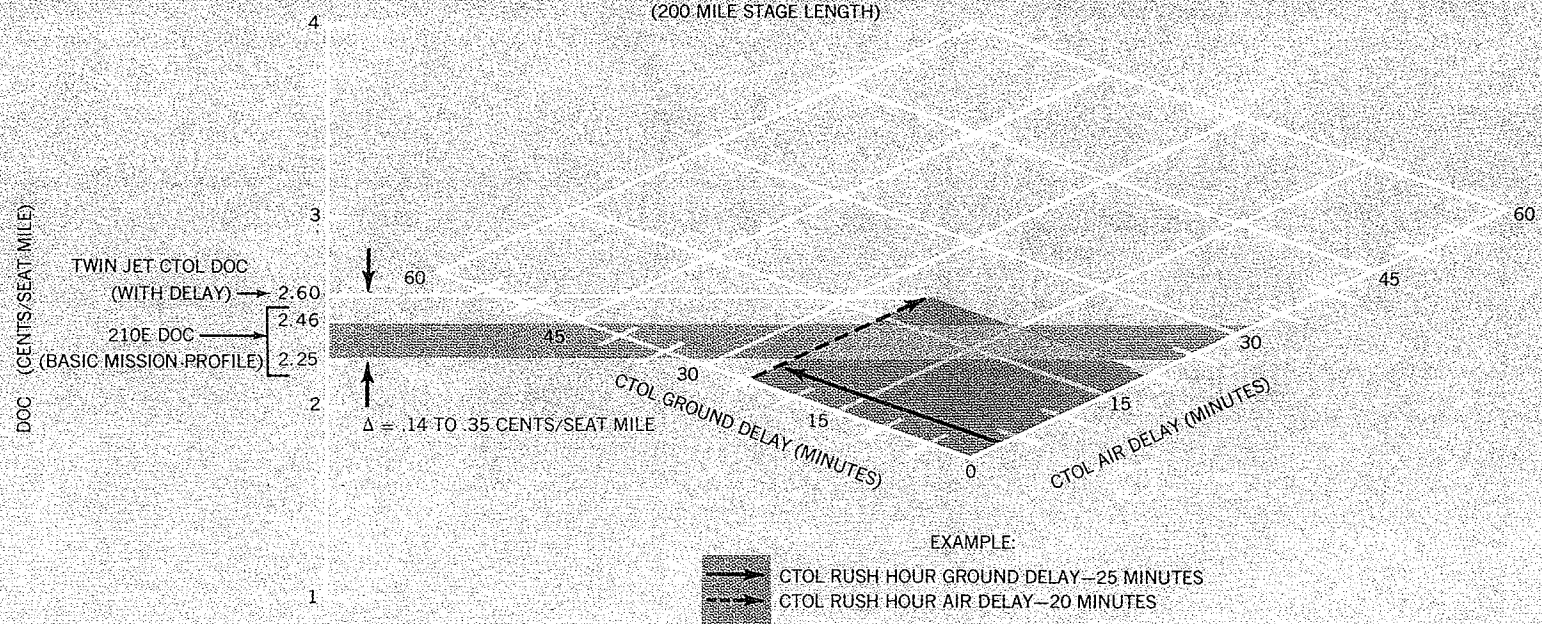 (200 MILE STAGE LENGTH)
4
3
2
1
DOC (CENTS/SEAT MILE)
TWIN JET CTOL DOC
(WITH DELAY) 2.60
2.46
210E DOC
(BASIC MISSION PROFILE) 2.25
Δ = .14 TO .35 CENTS/SEAT MILE
60
45
30
15
0
CTOL GROUND DELAY (MINUTES)
15
30
45
60
CTOL AIR DELAY (MINUTES)
EXAMPLE:
CTOL RUSH HOUR GROUND DELAY—25 MINUTES
CTOL RUSH HOUR AIR DELAY—20 MINUTES